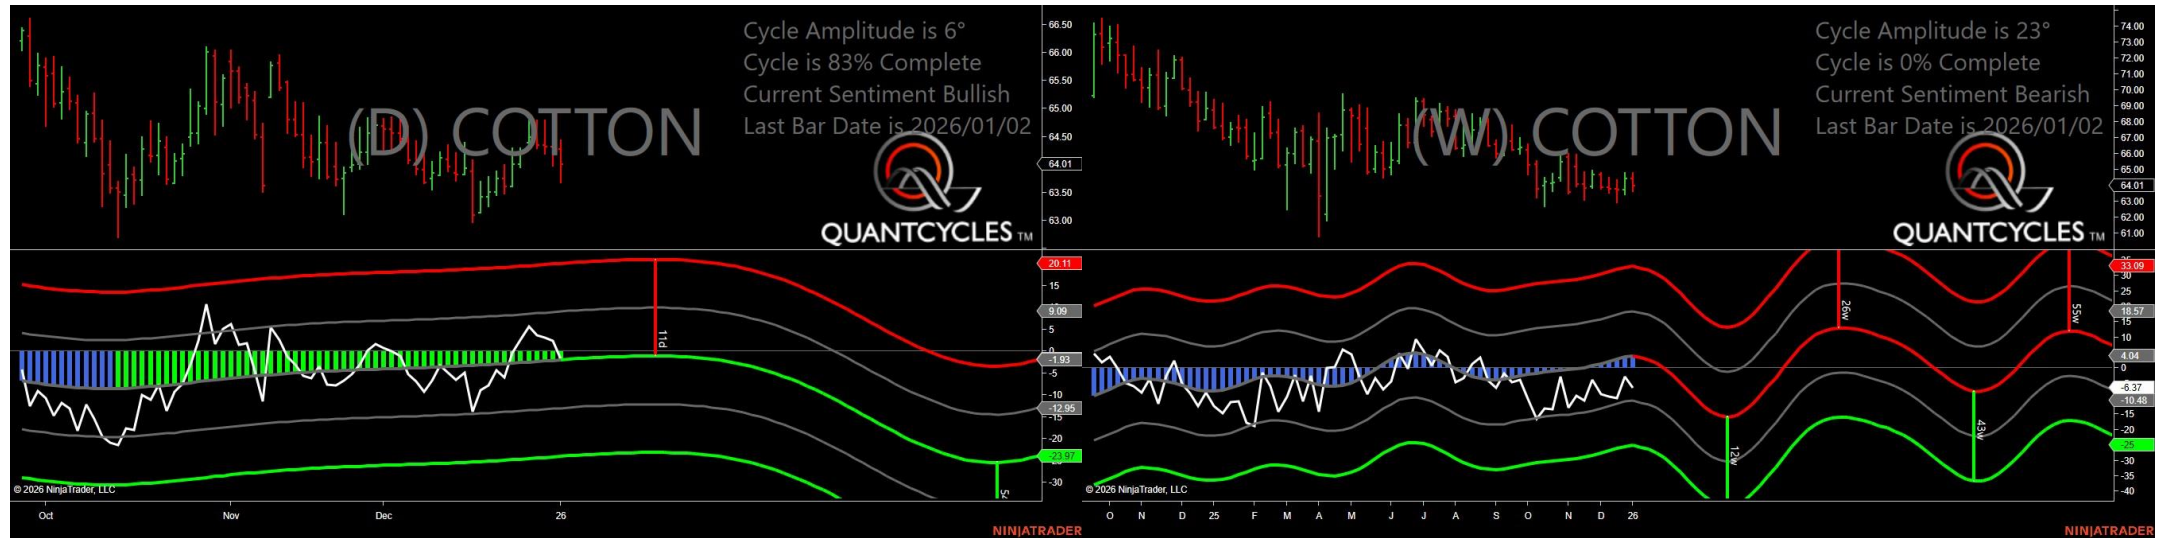 Cycle Amplitude is 6°
Cycle is 83% Complete
Current Sentiment Bullish
Last Bar Date is 2026/01/02
(D) COTTON
QUANTCYCLES TM
66.50
66.00
65.50
65.00
64.50
64.01
63.50
63.00
20.11
15
9.09
5
0
-1.93
-5
-10
-12.95
-15
-20
-23.97
-30
11d
© 2026 NinjaTrader, LLC
Oct
Nov
Dec
26
NINJATRADER
Cycle Amplitude is 23°
Cycle is 0% Complete
Current Sentiment Bearish
Last Bar Date is 2026/01/02
(W) COTTON
QUANTCYCLES TM
74.00
73.00
72.00
71.00
70.00
69.00
68.00
67.00
66.00
65.00
64.01
63.00
62.00
61.00
33.09
30
25
18.57
15
10
4.04
0
-6.37
-10.48
-15
-20
-25
-30
-35
-40
12w
26w
43w
55w
© 2026 NinjaTrader, LLC
O N D 25 F M A M J J A S O N D 26
NINJATRADER